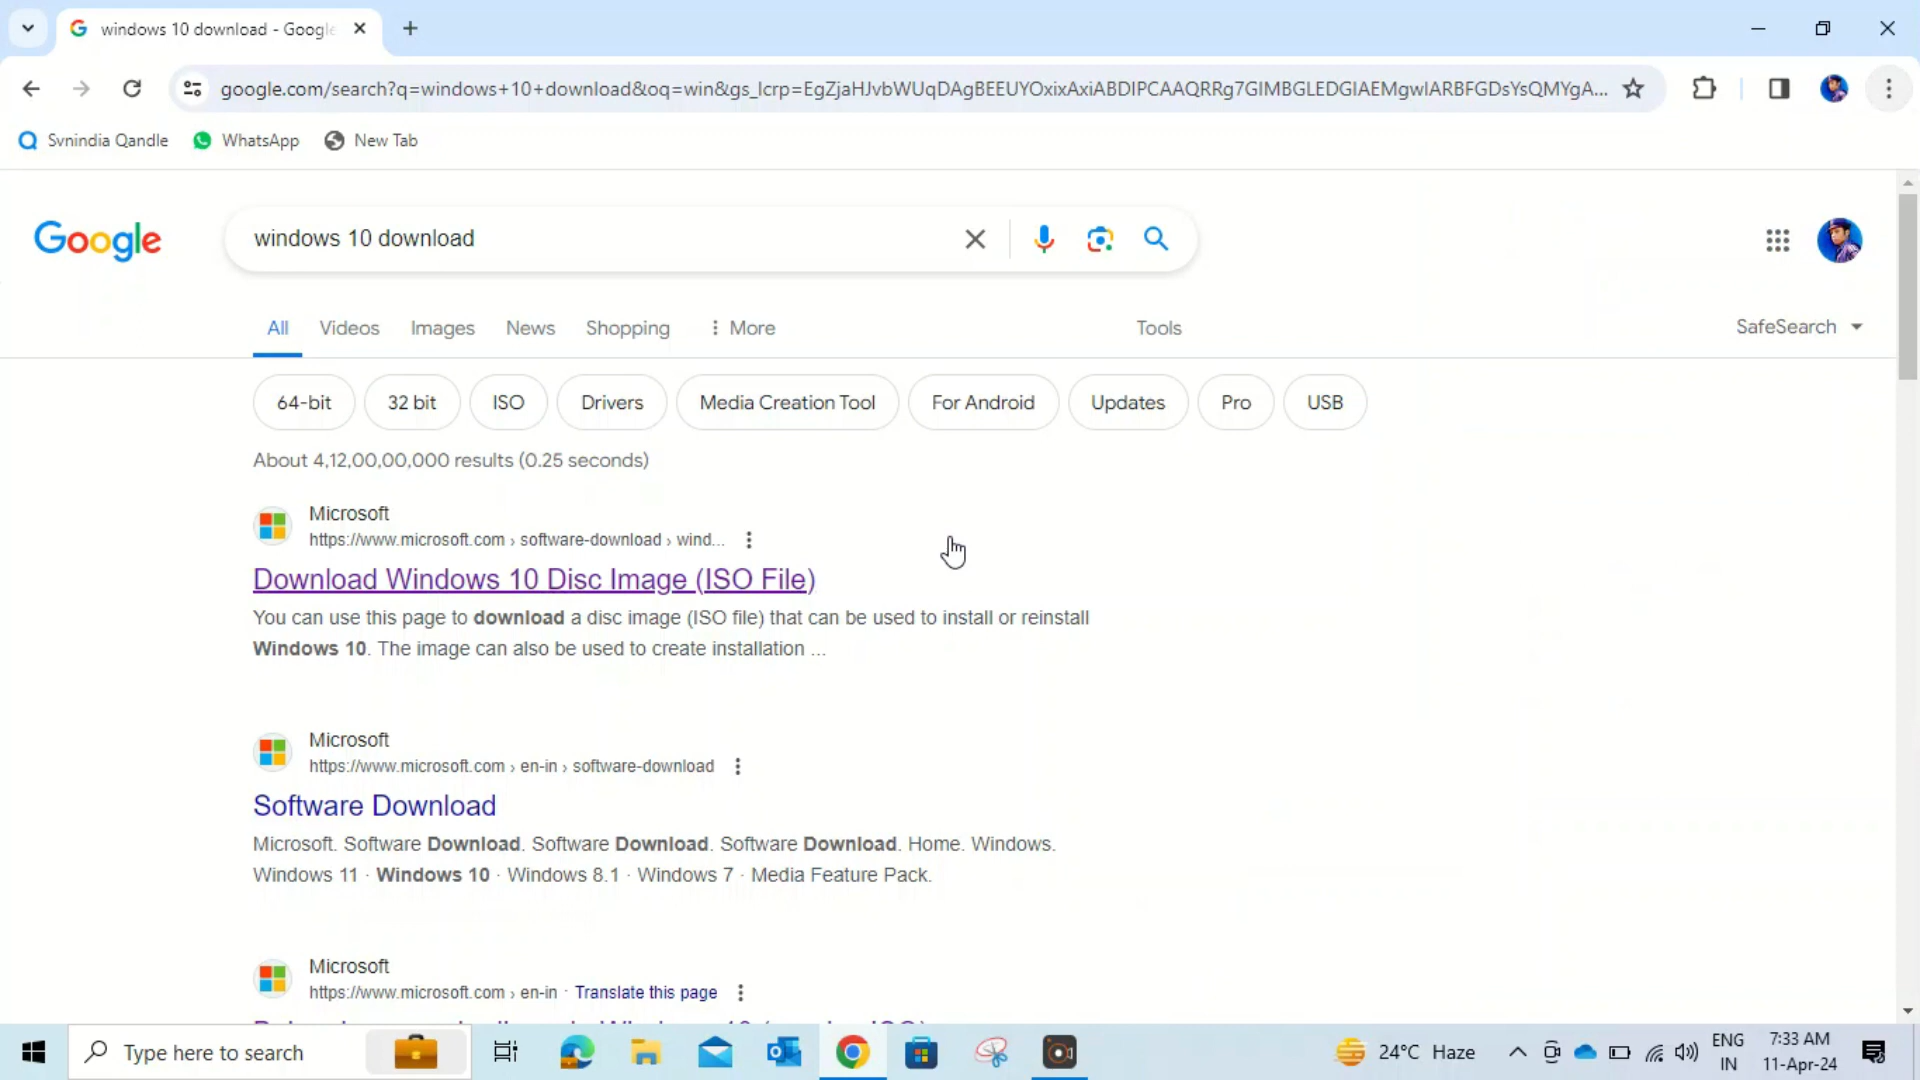 windows 10 download - Google
google.com/search?q=windows+10+download&oq=win&gs_lcrp=EgZjaHJvbWUqDAgBEEUYOxixAxiABDIPCAAQRRg7GIMBGLEDGIAEMgwIARBFGDsYsQMYgA...
Svnindia Qandle
WhatsApp
New Tab
Google
windows 10 download
All
Videos
Images
News
Shopping
More
Tools
SafeSearch
64-bit
32 bit
ISO
Drivers
Media Creation Tool
For Android
Updates
Pro
USB
About 4,12,00,00,000 results (0.25 seconds)
Microsoft
https://www.microsoft.com › software-download › wind...
Download Windows 10 Disc Image (ISO File)
You can use this page to download a disc image (ISO file) that can be used to install or reinstall
Windows 10. The image can also be used to create installation ...
Microsoft
https://www.microsoft.com › en-in › software-download
Software Download
Microsoft. Software Download. Software Download. Software Download. Home. Windows.
Windows 11 · Windows 10 · Windows 8.1 · Windows 7 · Media Feature Pack.
Microsoft
https://www.microsoft.com › en-in · Translate this page
Type here to search
24°C Haze
ENG
IN
7:33 AM
11-Apr-24